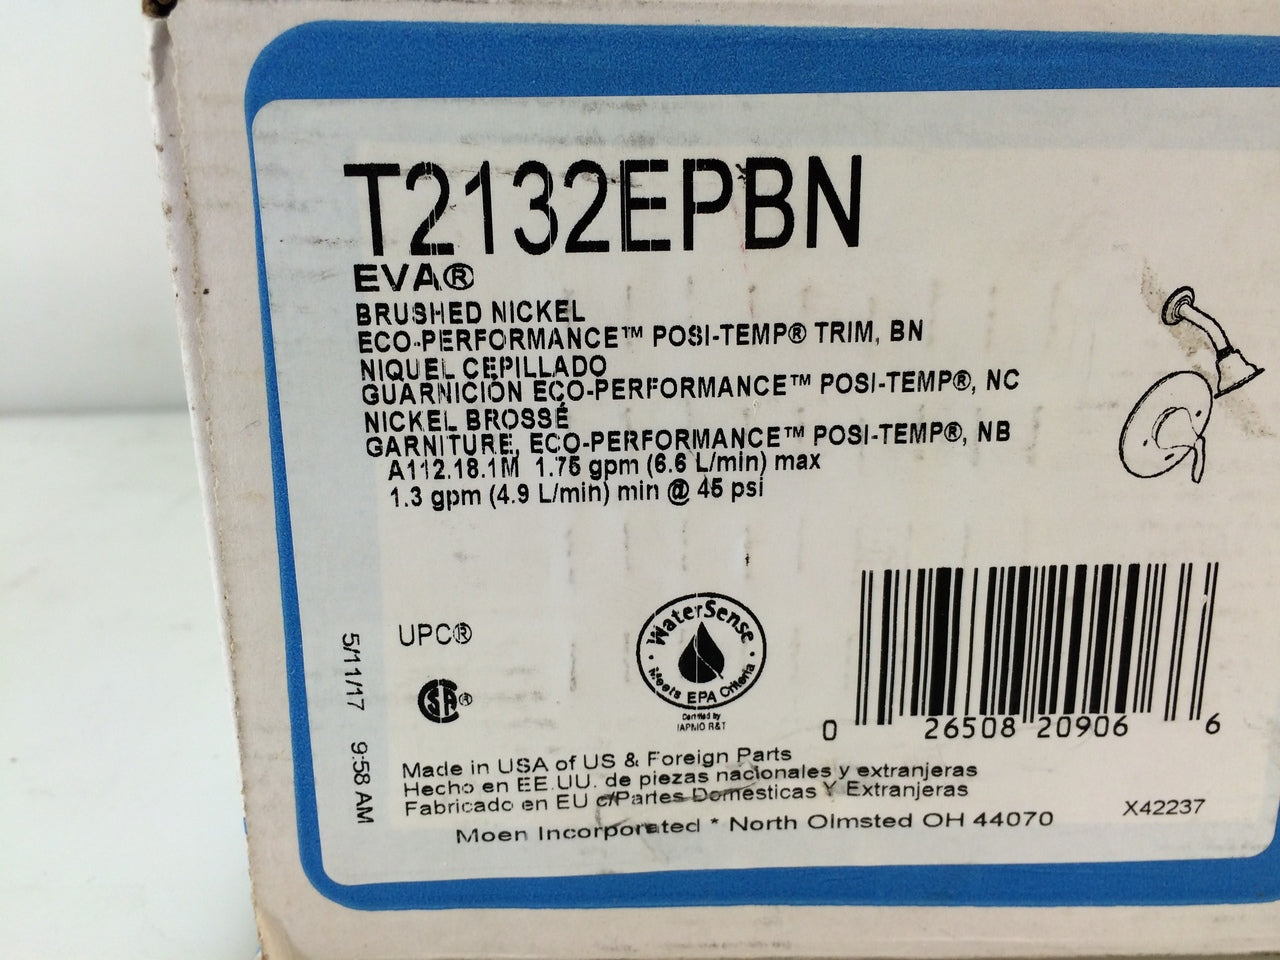 T2132EPBN
EVA®
BRUSHED NICKEL
ECO-PERFORMANCE™ POSI-TEMP® TRIM, BN
NIQUEL CEPILLADO
GUARNICIÓN ECO-PERFORMANCE™ POSI-TEMP®, NC
NICKEL BROSSÉ
GARNITURE, ECO-PERFORMANCE™ POSI-TEMP®, NB
A112.18.1M 1.75 gpm (6.6 L/min) max
1.3 gpm (4.9 L/min) min @ 45 psi
UPC®
5/11/17 9:58 AM
SA®
WaterSense
Meets EPA Criteria
Certified by
IAPMO R&T
0 26508 20906 6
Made in USA of US & Foreign Parts
Hecho en EE.UU. de piezas nacionales y extranjeras
Fabricado en EU c/Partes Domesticas Y Extranjeras
X42237
Moen Incorporated * North Olmsted OH 44070